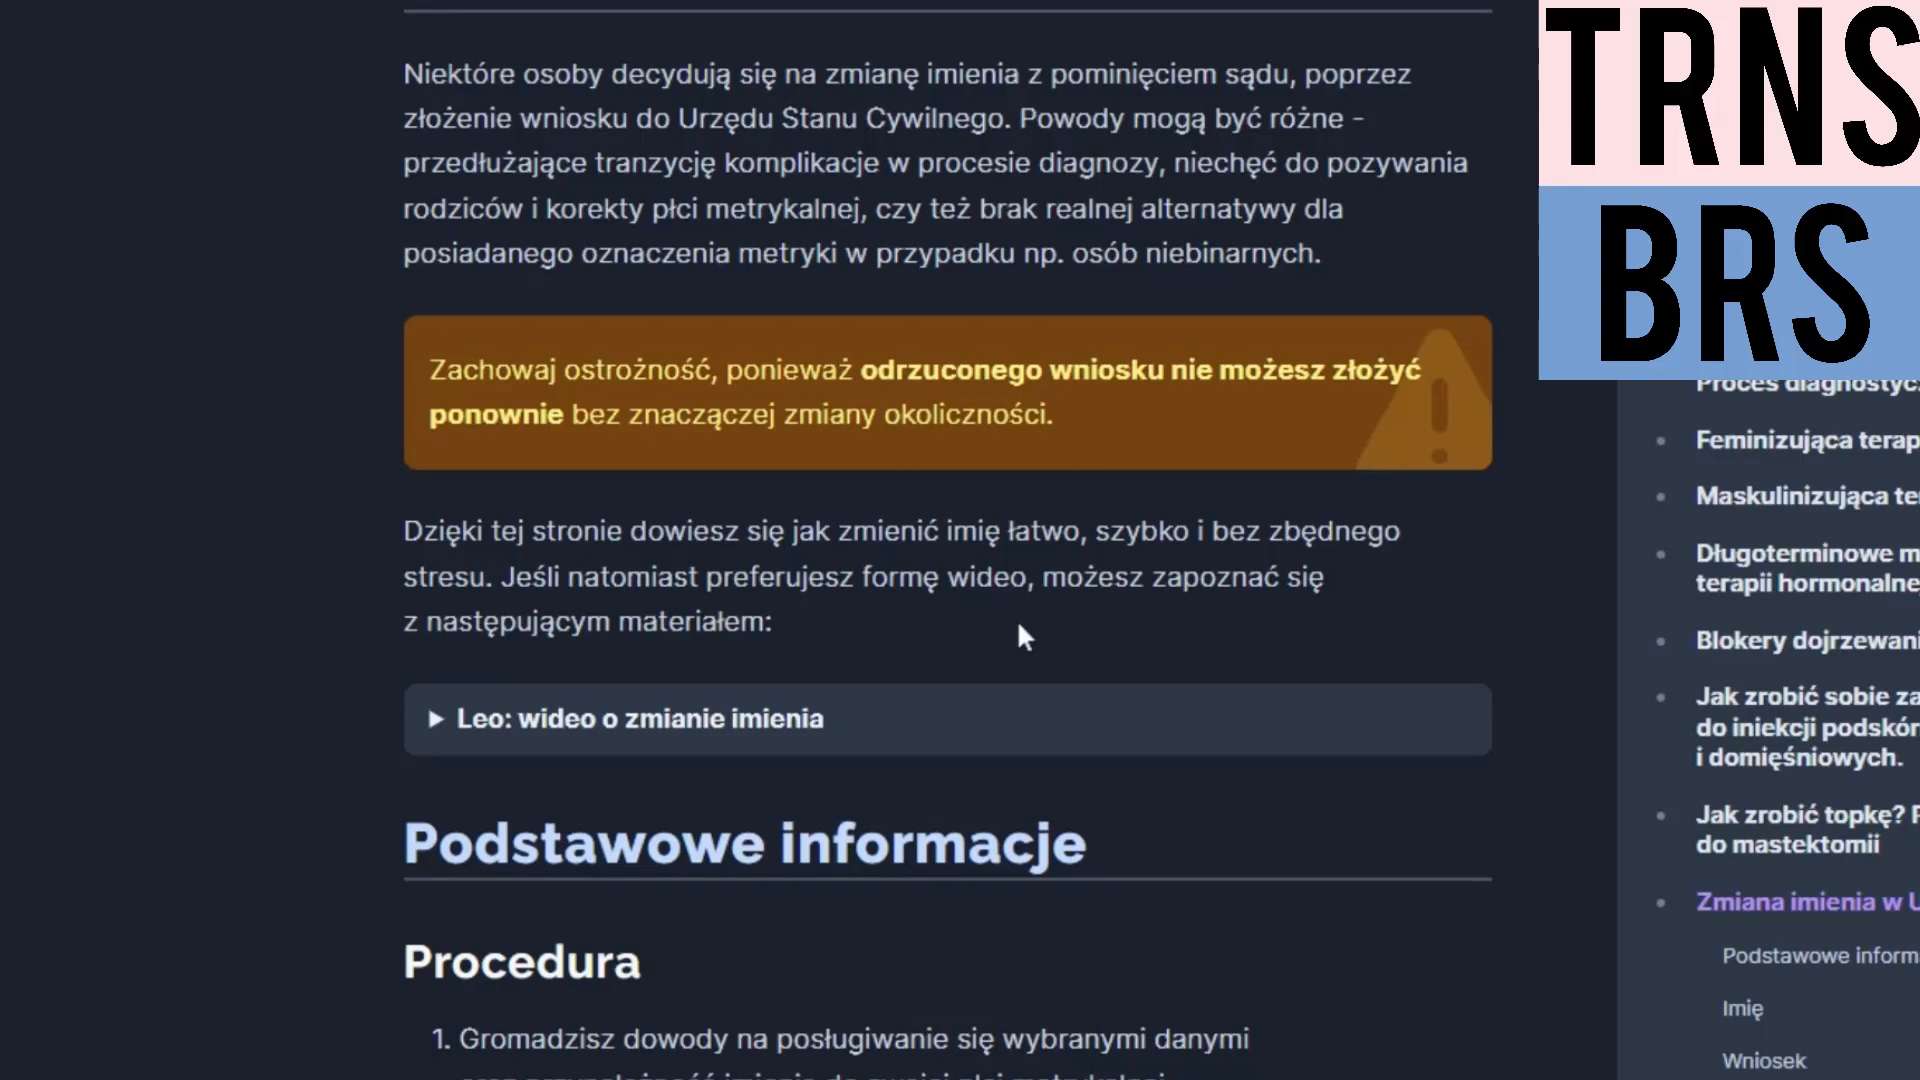 Niektóre osoby decydują się na zmianę imienia z pominięciem sądu, poprzez
złożenie wniosku do Urzędu Stanu Cywilnego. Powody mogą być różne -
przedłużające tranzycję komplikacje w procesie diagnozy, niechęć do pozywania
rodziców i korekty płci metrykalnej, czy też brak realnej alternatywy dla
posiadanego oznaczenia metryki w przypadku np. osób niebinarnych.
Zachowaj ostrożność, ponieważ odrzuconego wniosku nie możesz złożyć
ponownie bez znaczączej zmiany okoliczności.
Dzięki tej stronie dowiesz się jak zmienić imię łatwo, szybko i bez zbędnego
stresu. Jeśli natomiast preferujesz formę wideo, możesz zapoznać się
z następującym materiałem:
Leo: wideo o zmianie imienia
Podstawowe informacje
Procedura
1. Gromadzisz dowody na posługiwanie się wybranymi danymi
TRNS
BRS
Proces diagnostycz
Feminizująca terap
Maskulinizująca te
Długoterminowe m
terapii hormonalne
Blokery dojrzewani
Jak zrobić sobie za
do iniekcji podskór
i domięśniowych.
Jak zrobić topkę? P
do mastektomii
Zmiana imienia w U
Podstawowe inform
Imię
Wniosek